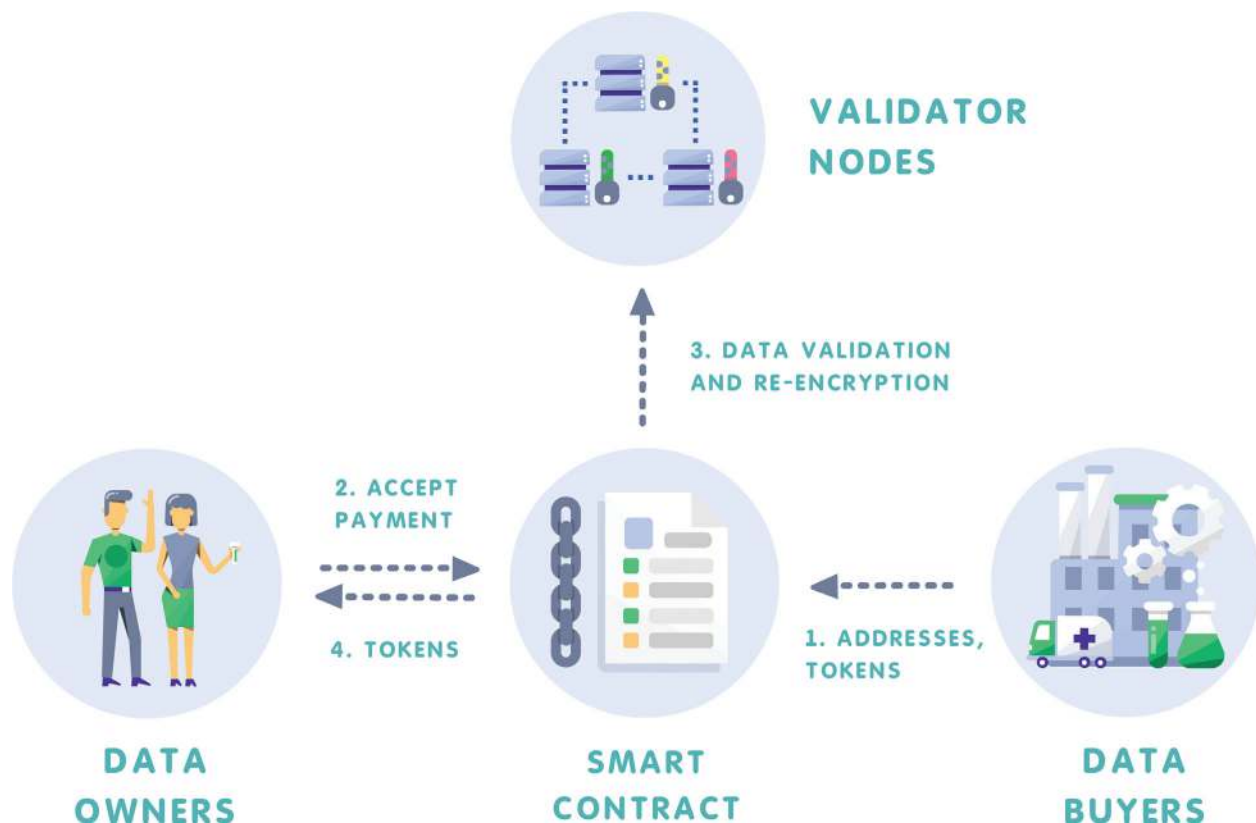 VALIDATOR
NODES
3. DATA VALIDATION
AND RE-ENCRYPTION
2. ACCEPT
PAYMENT
4. TOKENS
1. ADDRESSES,
TOKENS
DATA
OWNERS
SMART
CONTRACT
DATA
BUYERS